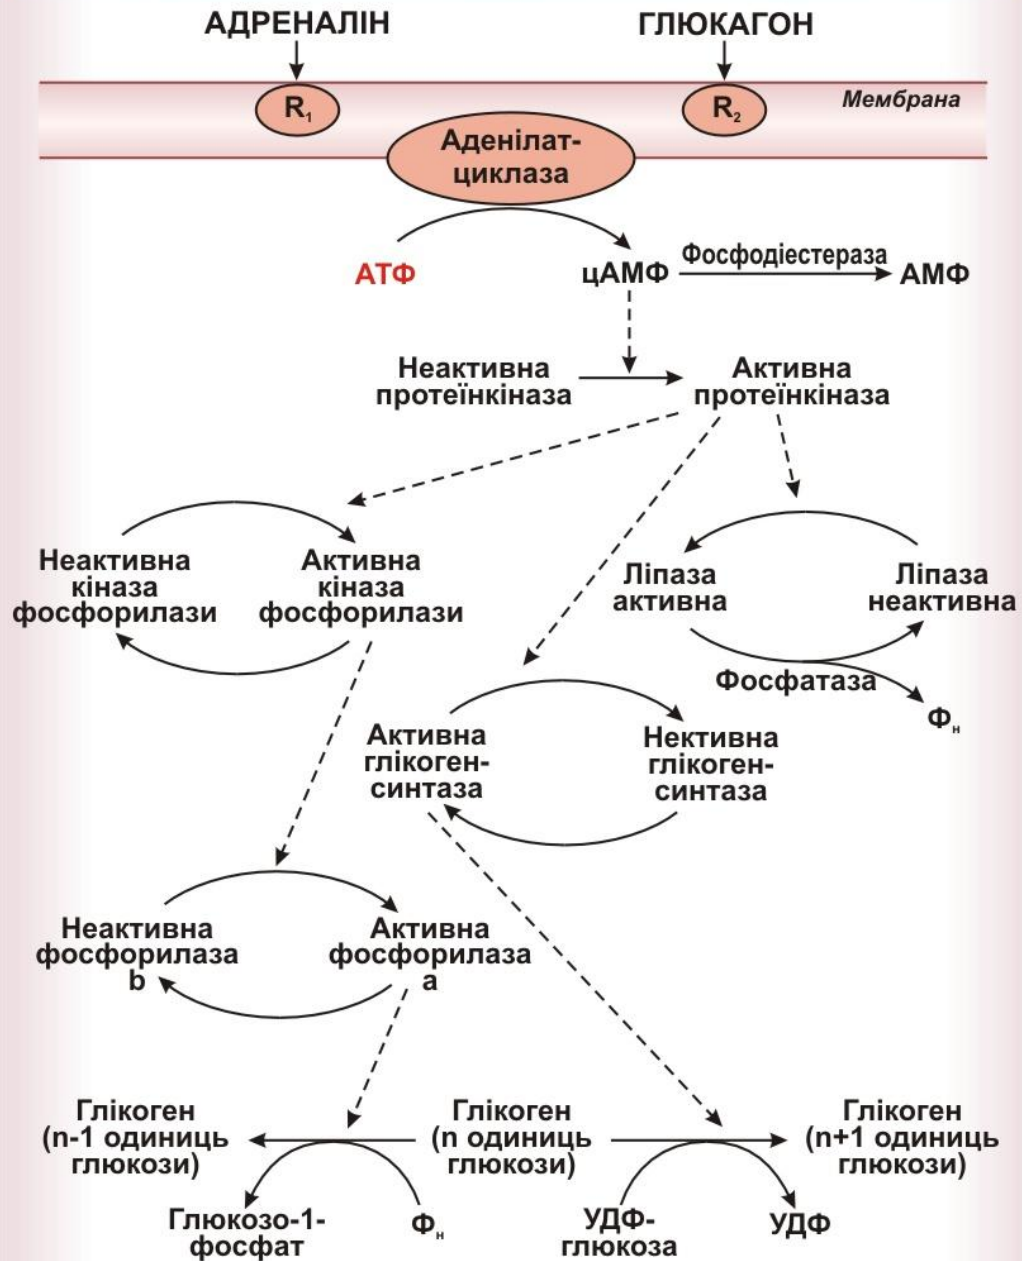 АДРЕНАЛІН
ГЛЮКАГОН
R₁
R₂
Мембрана
Аденілат-
циклаза
АТФ
цАМФ
Фосфодіестераза
АМФ
Неактивна
протеїнкіназа
Активна
протеїнкіназа
Неактивна
кіназа
фосфорилази
Активна
кіназа
фосфорилази
Ліпаза
активна
Ліпаза
неактивна
Фосфатаза
Фн
Активна
глікоген-
синтаза
Нективна
глікоген-
синтаза
Неактивна
фосфорилаза
b
Активна
фосфорилаза
a
Глікоген
(n-1 одиниць
глюкози)
Глікоген
(n одиниць
глюкози)
Глікоген
(n+1 одиниць
глюкози)
Глюкозо-1-
фосфат
Фн
УДФ-
глюкоза
УДФ